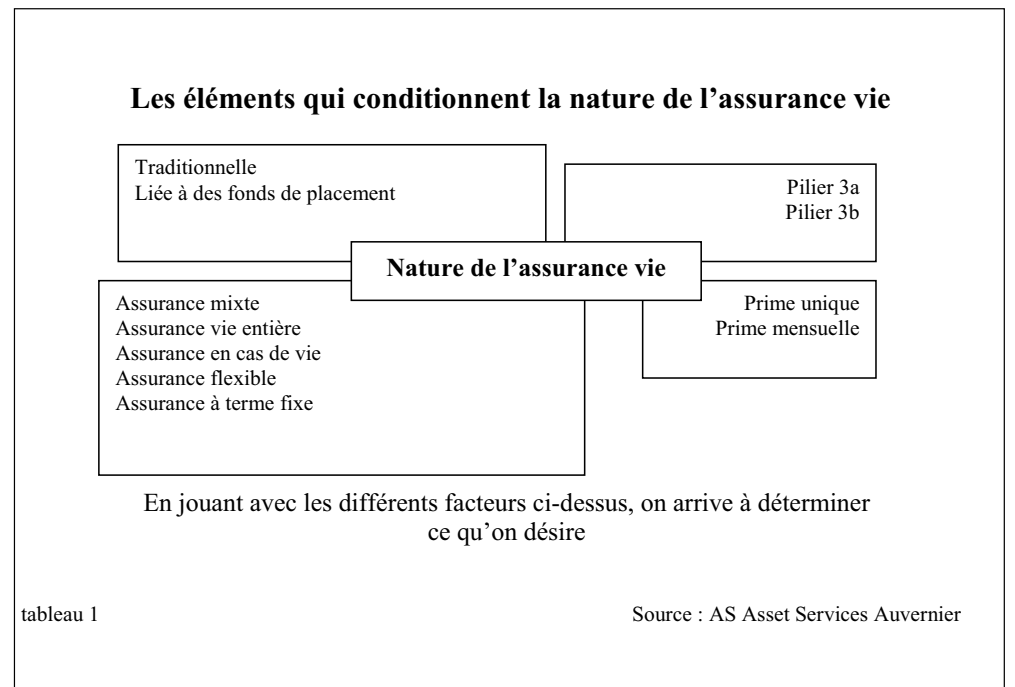 Les éléments qui conditionnent la nature de l’assurance vie
Traditionnelle
Liée à des fonds de placement
Pilier 3a
Pilier 3b
Nature de l’assurance vie
Assurance mixte
Assurance vie entière
Assurance en cas de vie
Assurance flexible
Assurance à terme fixe
Prime unique
Prime mensuelle
En jouant avec les différents facteurs ci-dessus, on arrive à déterminer
ce qu’on désire
tableau 1
Source : AS Asset Services Auvernier